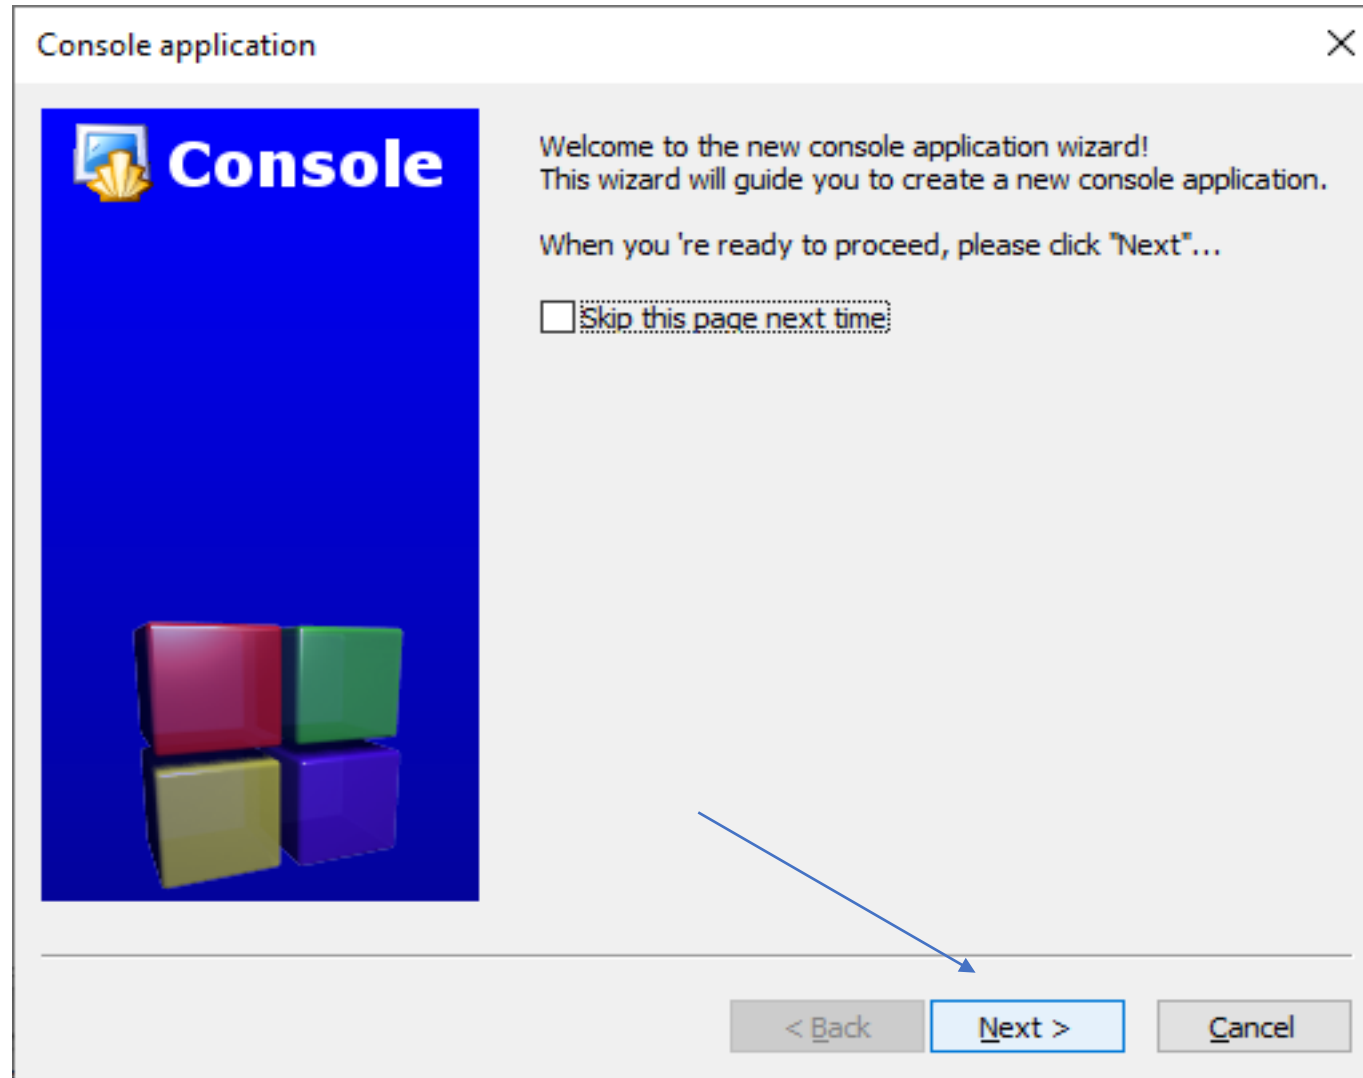 Console application
Console
Welcome to the new console application wizard!
This wizard will guide you to create a new console application.
When you 're ready to proceed, please click "Next"...
Skip this page next time
< Back
Next >
Cancel